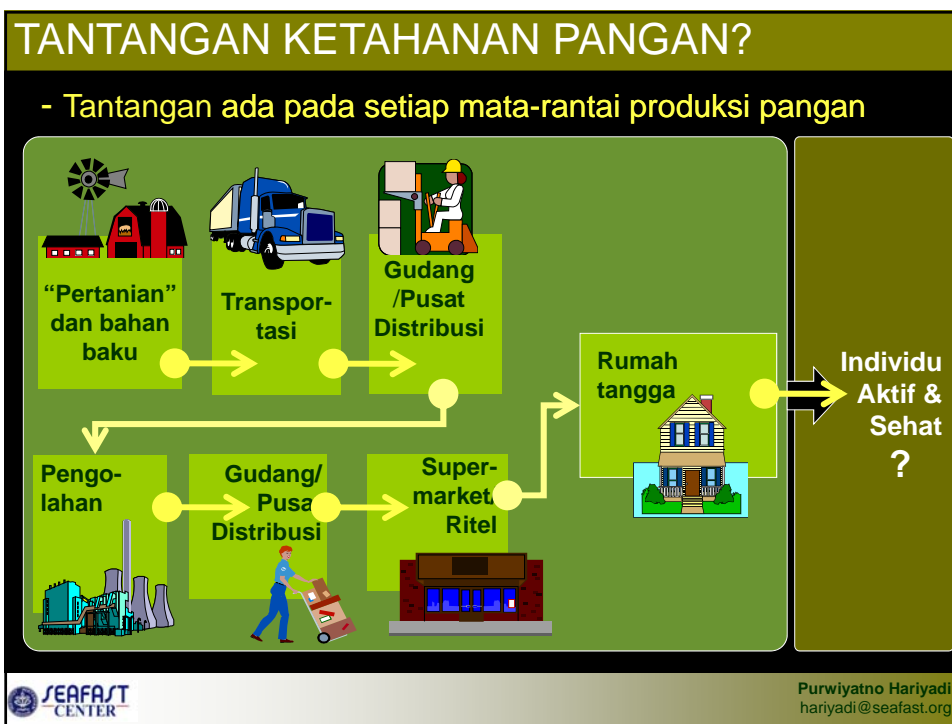 TANTANGAN KETAHANAN PANGAN?
- Tantangan ada pada setiap mata-rantai produksi pangan
“Pertanian”
dan bahan
baku
Transpor-
tasi
Gudang
/Pusat
Distribusi
Pengo-
lahan
Gudang/
Pusa
Distribusi
Super-
market/
Ritel
Rumah
tangga
Individu
Aktif &
Sehat
?
SEAFAST
CENTER
Purwiyatno Hariyadi
hariyadi@seafast.org